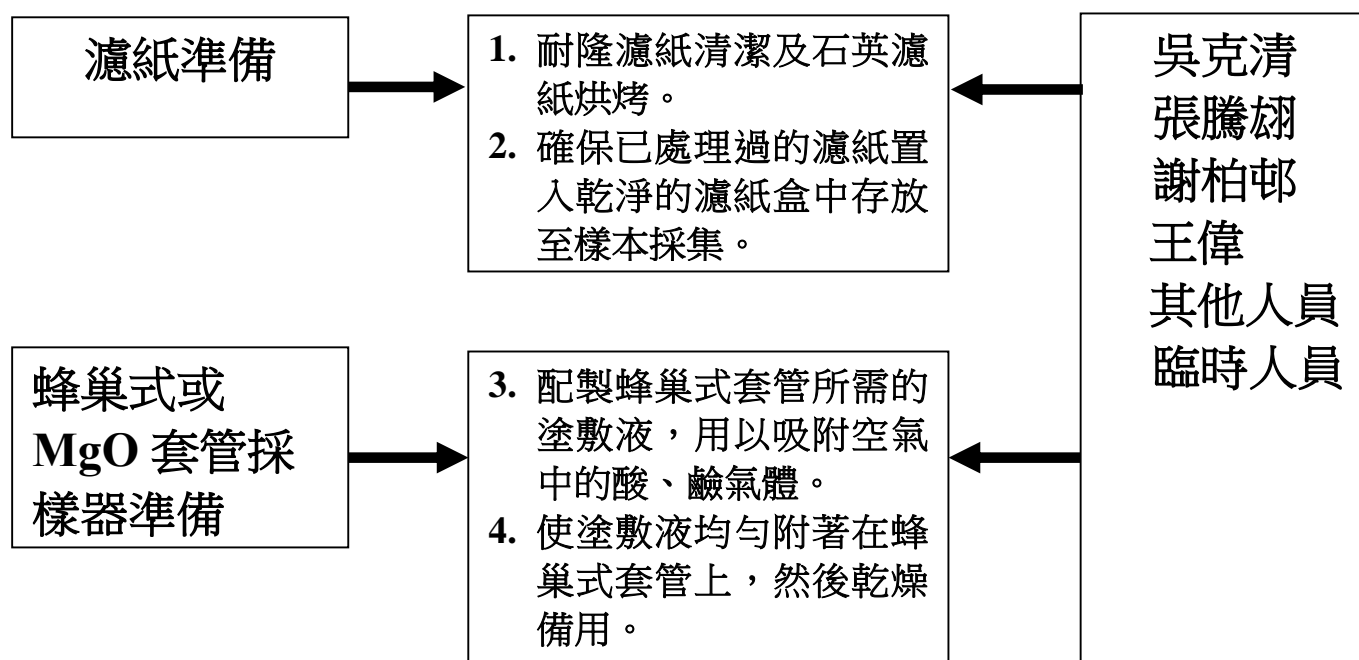 濾紙準備
1. 耐隆濾紙清潔及石英濾
紙烘烤。
2. 確保已處理過的濾紙置
入乾淨的濾紙盒中存放
至樣本採集。
蜂巢式或
MgO 套管採
樣器準備
3. 配製蜂巢式套管所需的
塗敷液，用以吸附空氣
中的酸、鹼氣體。
4. 使塗敷液均勻附著在蜂
巢式套管上，然後乾燥
備用。
吳克清
張騰翃
謝柏邨
王偉
其他人員
臨時人員